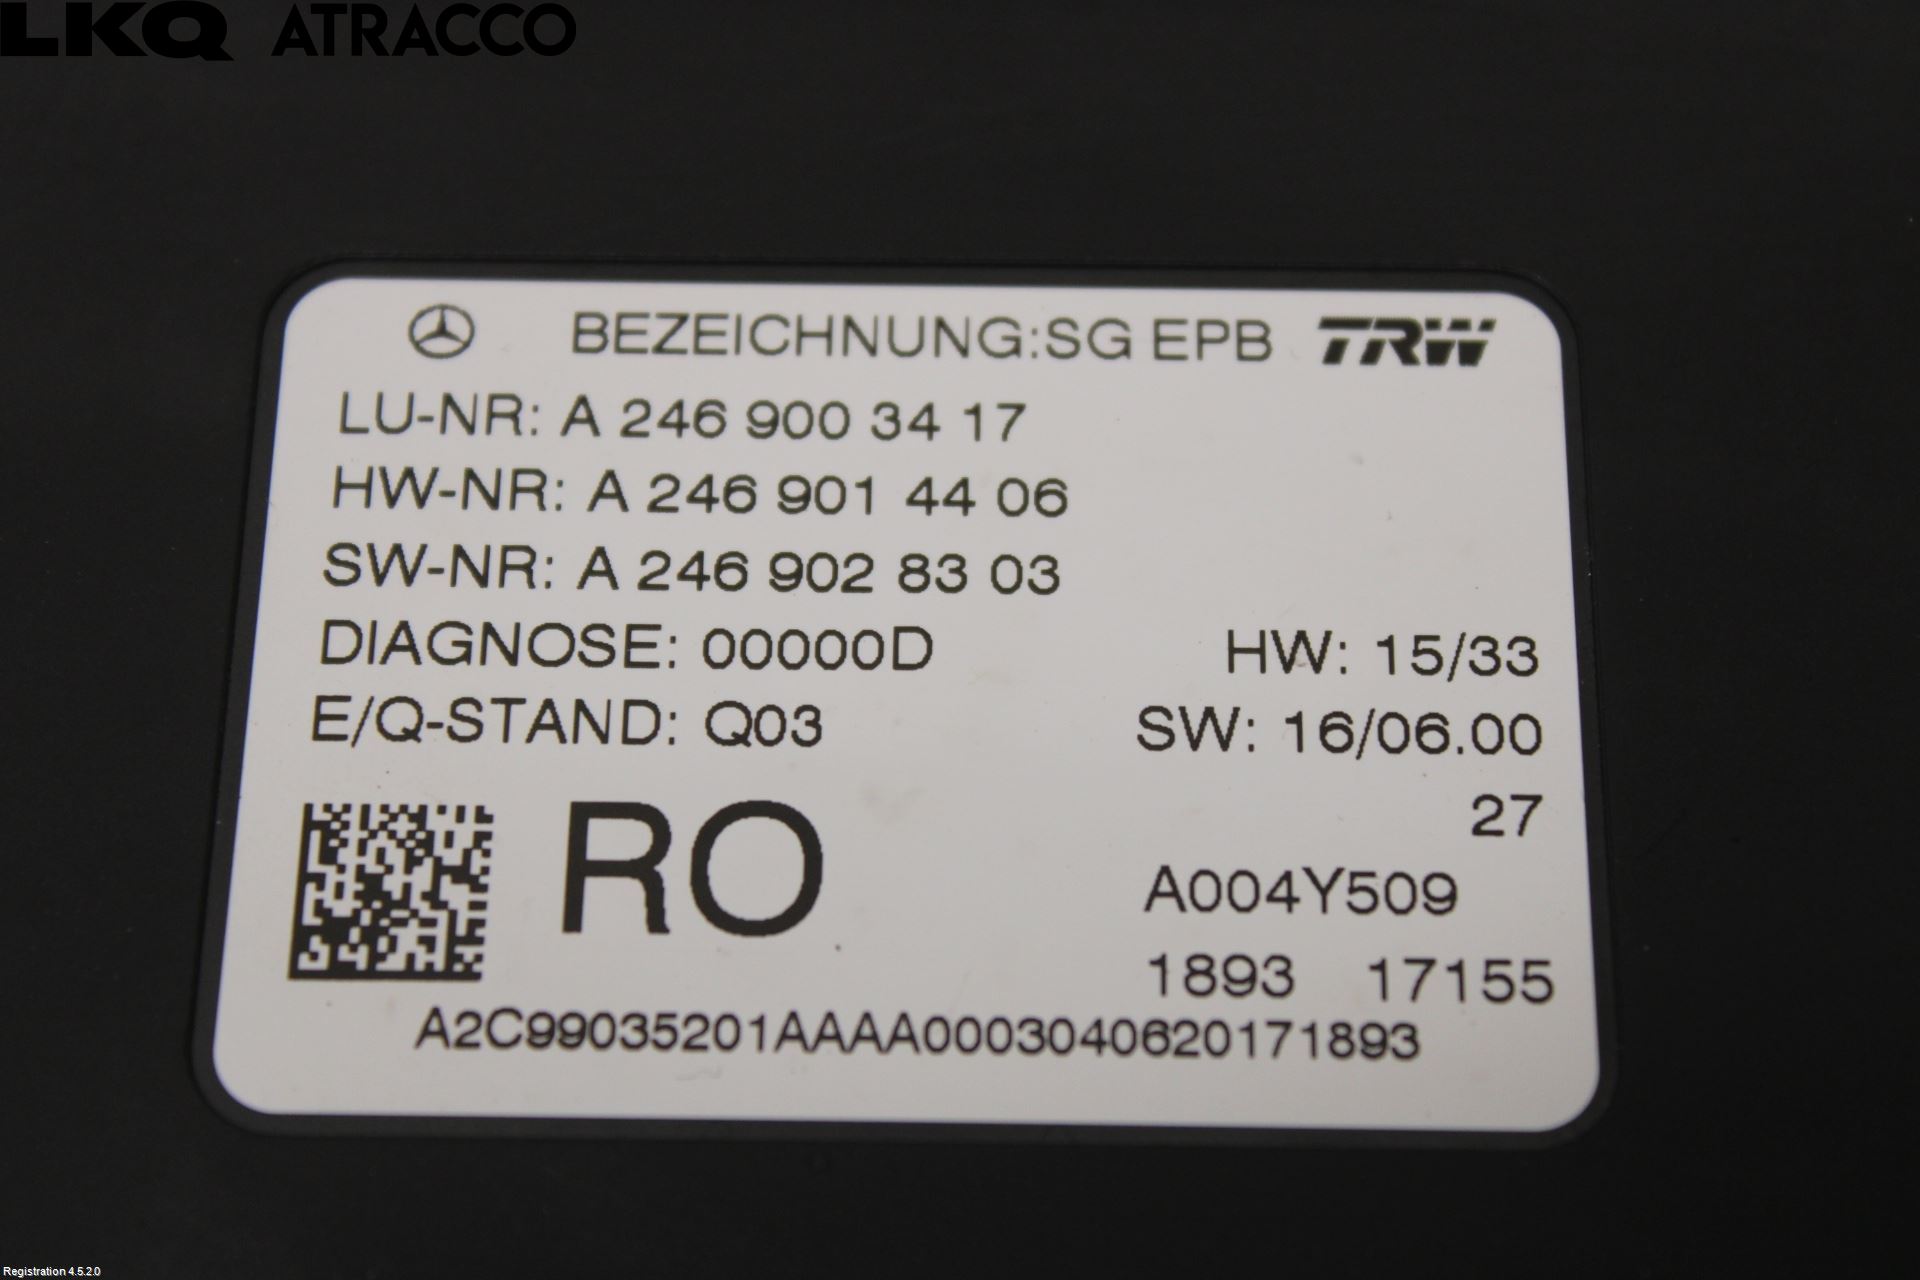 LKQ ATRACCO
BEZEICHNUNG:SG EPB TRW
LU-NR: A 246 900 34 17
HW-NR: A 246 901 44 06
SW-NR: A 246 902 83 03
DIAGNOSE: 00000D HW: 15/33
E/Q-STAND: Q03 SW: 16/06.00
27
RO
A004Y509
1893 17155
A2C99035201AAAA0003040620171893
Registration 4.5.2.0